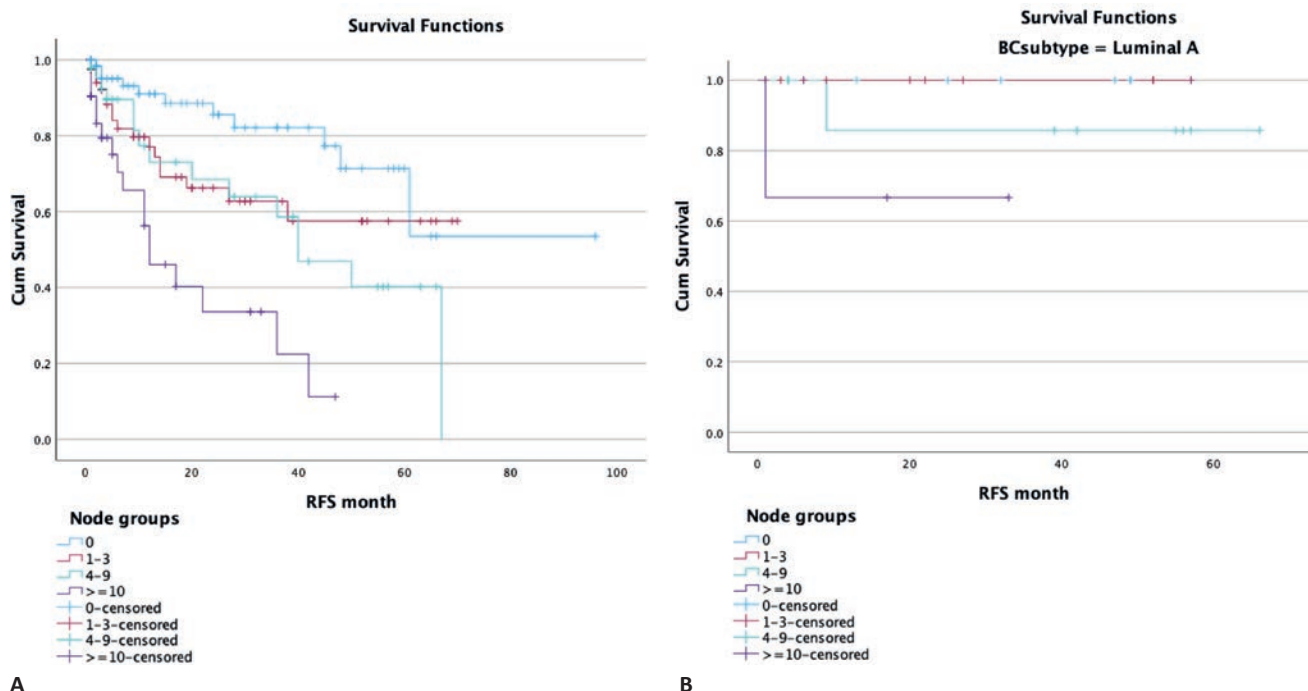 Survival Functions
1.0
0.8
0.6
0.4
0.2
0.0
Cum Survival
0 20 40 60 80 100
RFS month
Node groups
0
1-3
4-9
>=10
0-censored
1-3-censored
4-9-censored
>=10-censored
A
Survival Functions
BCsubtype = Luminal A
1.0
0.8
0.6
0.4
0.2
0.0
Cum Survival
0 20 40 60
RFS month
Node groups
0
1-3
4-9
>=10
0-censored
1-3-censored
4-9-censored
>=10-censored
B